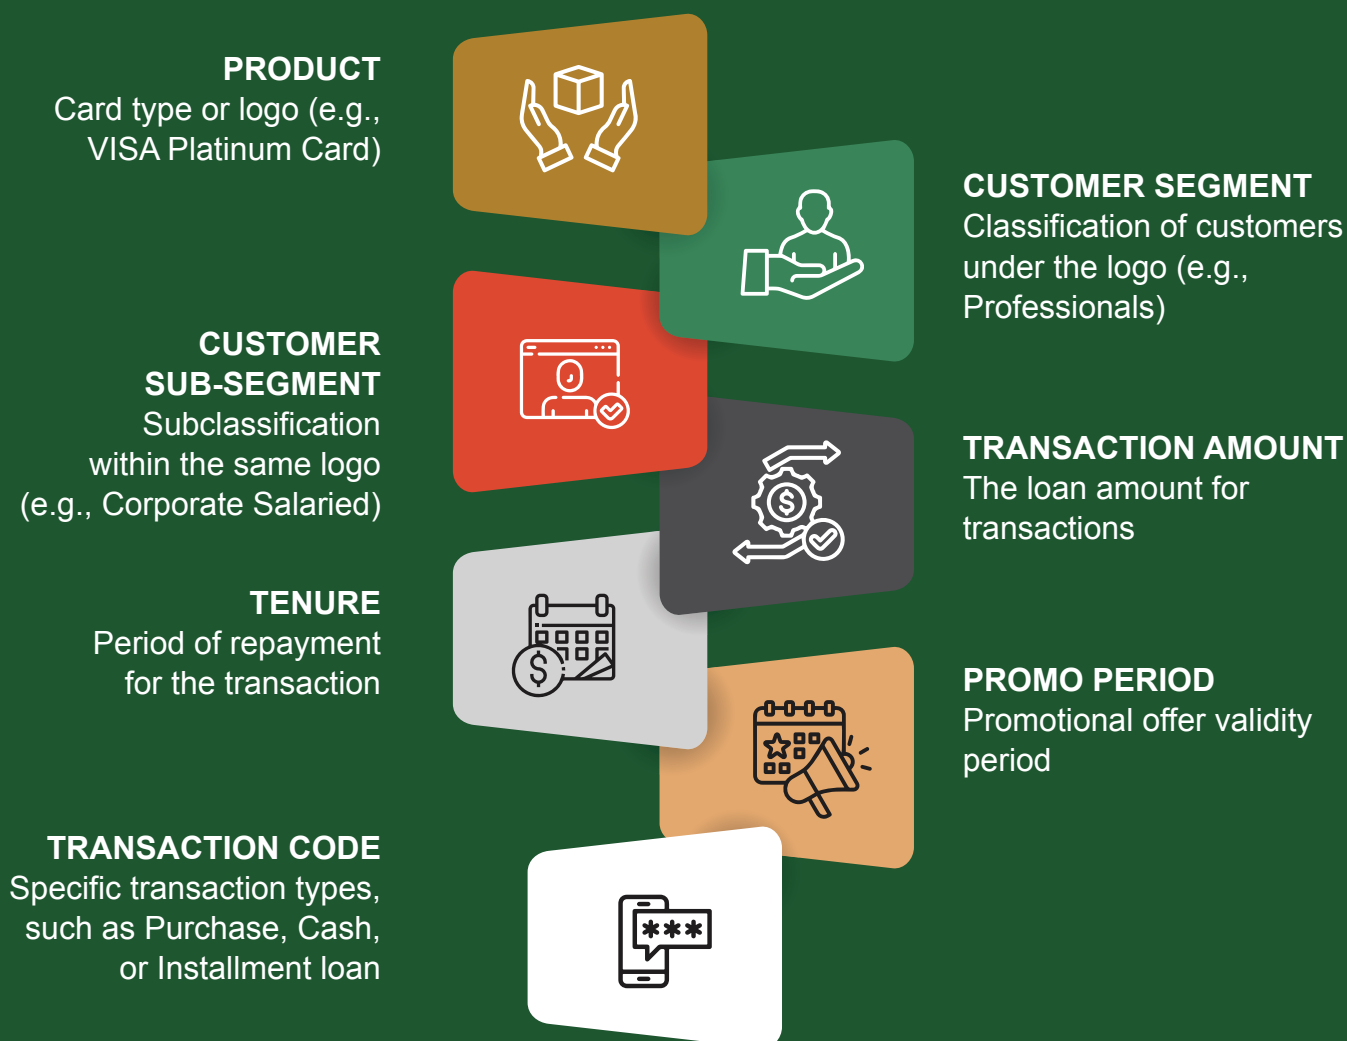 PRODUCT
Card type or logo (e.g.,
VISA Platinum Card)
CUSTOMER SEGMENT
Classification of customers
under the logo (e.g.,
Professionals)
CUSTOMER
SUB-SEGMENT
Subclassification
within the same logo
(e.g., Corporate Salaried)
TRANSACTION AMOUNT
The loan amount for
transactions
TENURE
Period of repayment
for the transaction
PROMO PERIOD
Promotional offer validity
period
TRANSACTION CODE
Specific transaction types,
such as Purchase, Cash,
or Installment loan